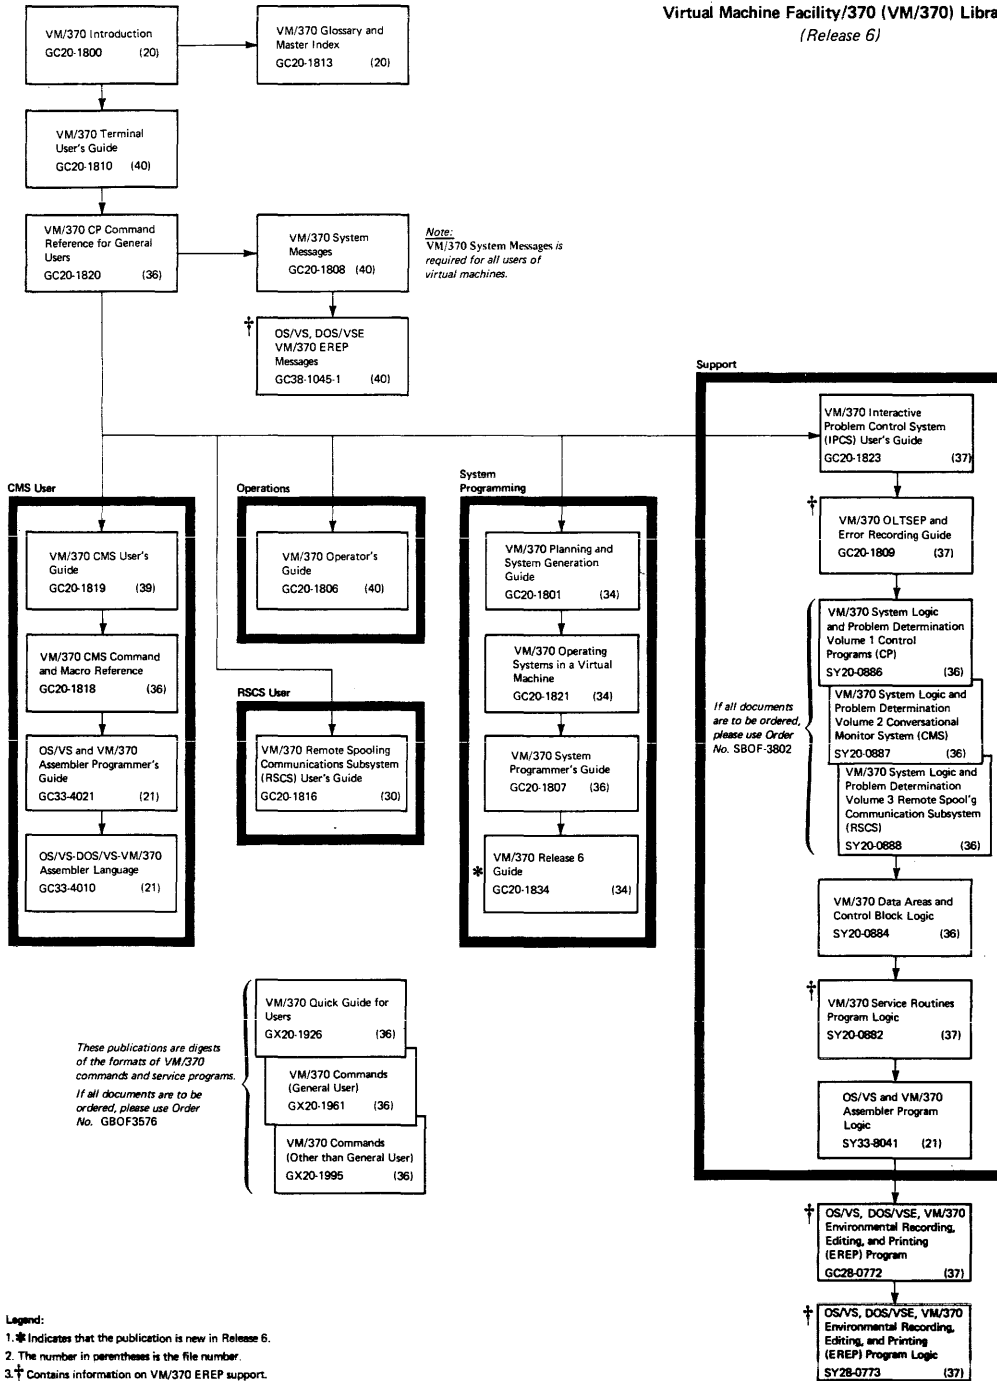 Virtual Machine Facility/370 (VM/370) Libra
(Release 6)
VM/370 Introduction
GC20-1800 (20)
VM/370 Glossary and
Master Index
GC20-1813 (20)
VM/370 Terminal
User's Guide
GC20-1810 (40)
VM/370 CP Command
Reference for General
Users
GC20-1820 (36)
VM/370 System
Messages
GC20-1808 (40)
Note:
VM/370 System Messages is
required for all users of
virtual machines.
†
OS/VS, DOS/VSE
VM/370 EREP
Messages
GC38-1045-1 (40)
CMS User
VM/370 CMS User's
Guide
GC20-1819 (39)
VM/370 CMS Command
and Macro Reference
GC20-1818 (36)
OS/VS and VM/370
Assembler Programmer's
Guide
GC33-4021 (21)
OS/VS-DOS/VS-VM/370
Assembler Language
GC33-4010 (21)
Operations
VM/370 Operator's
Guide
GC20-1806 (40)
RSCS User
VM/370 Remote Spooling
Communications Subsystem
(RSCS) User's Guide
GC20-1816 (30)
System
Programming
VM/370 Planning and
System Generation
Guide
GC20-1801 (34)
VM/370 Operating
Systems in a Virtual
Machine
GC20-1821 (34)
VM/370 System
Programmer's Guide
GC20-1807 (36)
*
VM/370 Release 6
Guide
GC20-1834 (34)
Support
VM/370 Interactive
Problem Control System
(IPCS) User's Guide
GC20-1823 (37)
†
VM/370 OLTSEP and
Error Recording Guide
GC20-1809 (37)
If all documents
are to be ordered,
please use Order
No. SBOF-3802
VM/370 System Logic
and Problem Determination
Volume 1 Control
Programs (CP)
SY20-0886 (36)
VM/370 System Logic and
Problem Determination
Volume 2 Conversational
Monitor System (CMS)
SY20-0887 (36)
VM/370 System Logic and
Problem Determination
Volume 3 Remote Spool'g
Communication Subsystem
(RSCS)
SY20-0888 (36)
VM/370 Data Areas and
Control Block Logic
SY20-0884 (36)
†
VM/370 Service Routines
Program Logic
SY20-0882 (37)
OS/VS and VM/370
Assembler Program
Logic
SY33-8041 (21)
†
OS/VS, DOS/VSE, VM/370
Environmental Recording,
Editing, and Printing
(EREP) Program
GC28-0772 (37)
†
OS/VS, DOS/VSE, VM/370
Environmental Recording,
Editing, and Printing
(EREP) Program Logic
SY28-0773 (37)
These publications are digests
of the formats of VM/370
commands and service programs.
If all documents are to be
ordered, please use Order
No. GBOF3576
VM/370 Quick Guide for
Users
GX20-1926 (36)
VM/370 Commands
(General User)
GX20-1961 (36)
VM/370 Commands
(Other than General User)
GX20-1995 (36)
Legend:
1. * Indicates that the publication is new in Release 6.
2. The number in parentheses is the file number.
3. † Contains information on VM/370 EREP support.